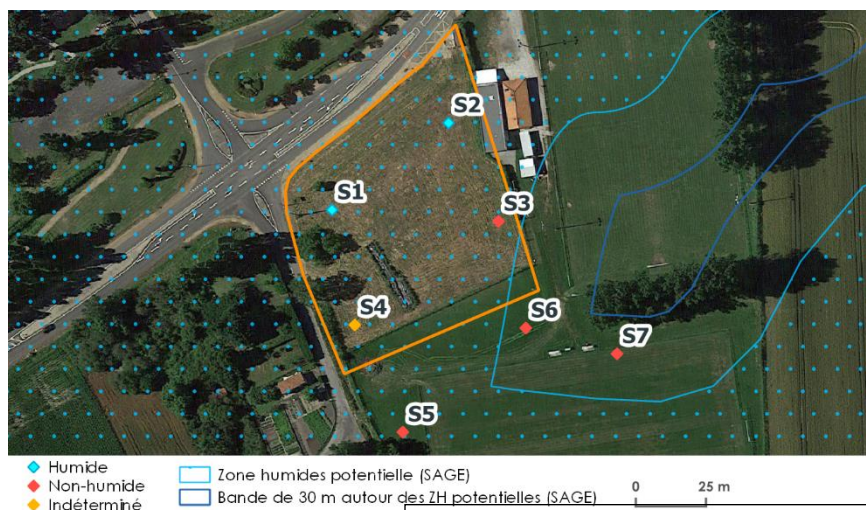 S2
S1
S3
S4
S6
S7
S5
Humide
Non-humide
Indéterminé
Zone humides potentielle (SAGE)
Bande de 30 m autour des ZH potentielles (SAGE)
0 25 m